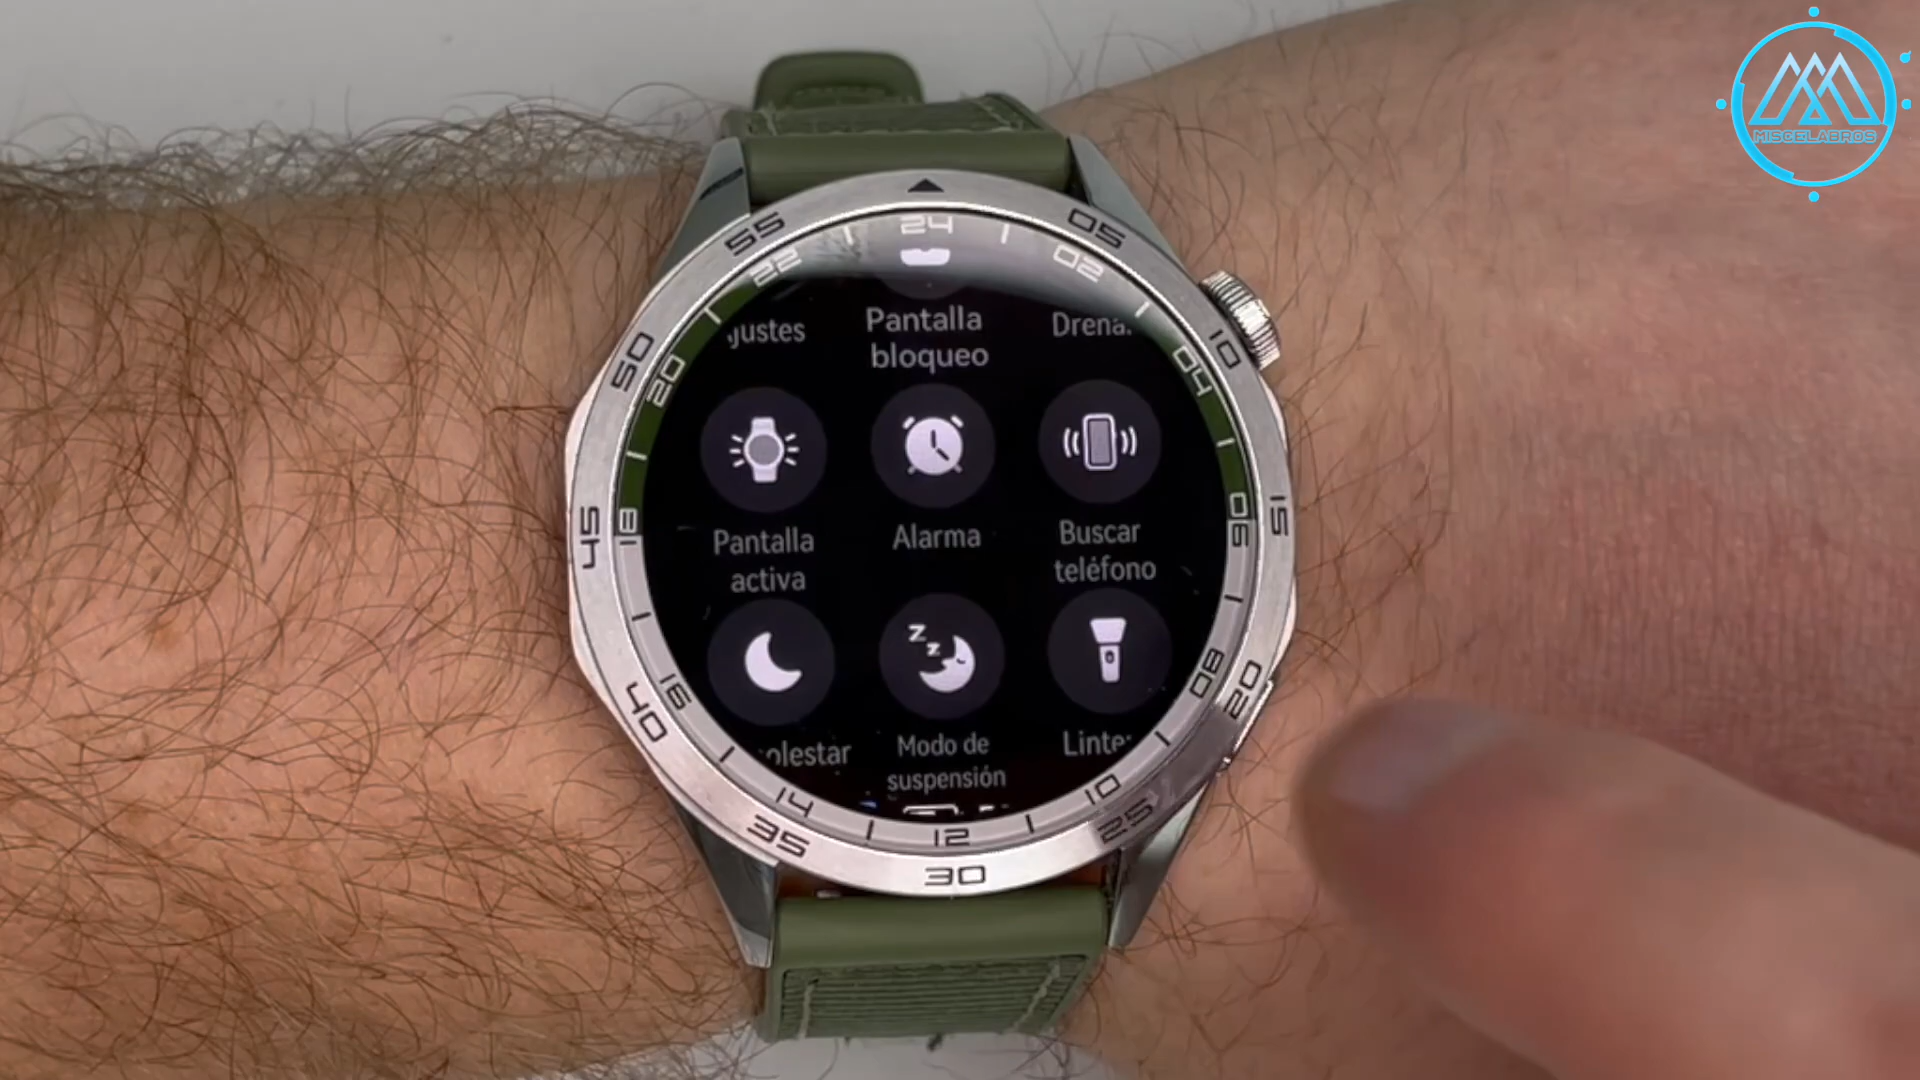 MISCELABROS
55
05
24
22
02
justes
Pantalla
bloqueo
Drena
50
10
20
04
Pantalla
activa
Alarma
Buscar
teléfono
45
18
06
15
olestar
Modo de
suspensión
Linte
40
16
08
20
14
12
10
35
30
25